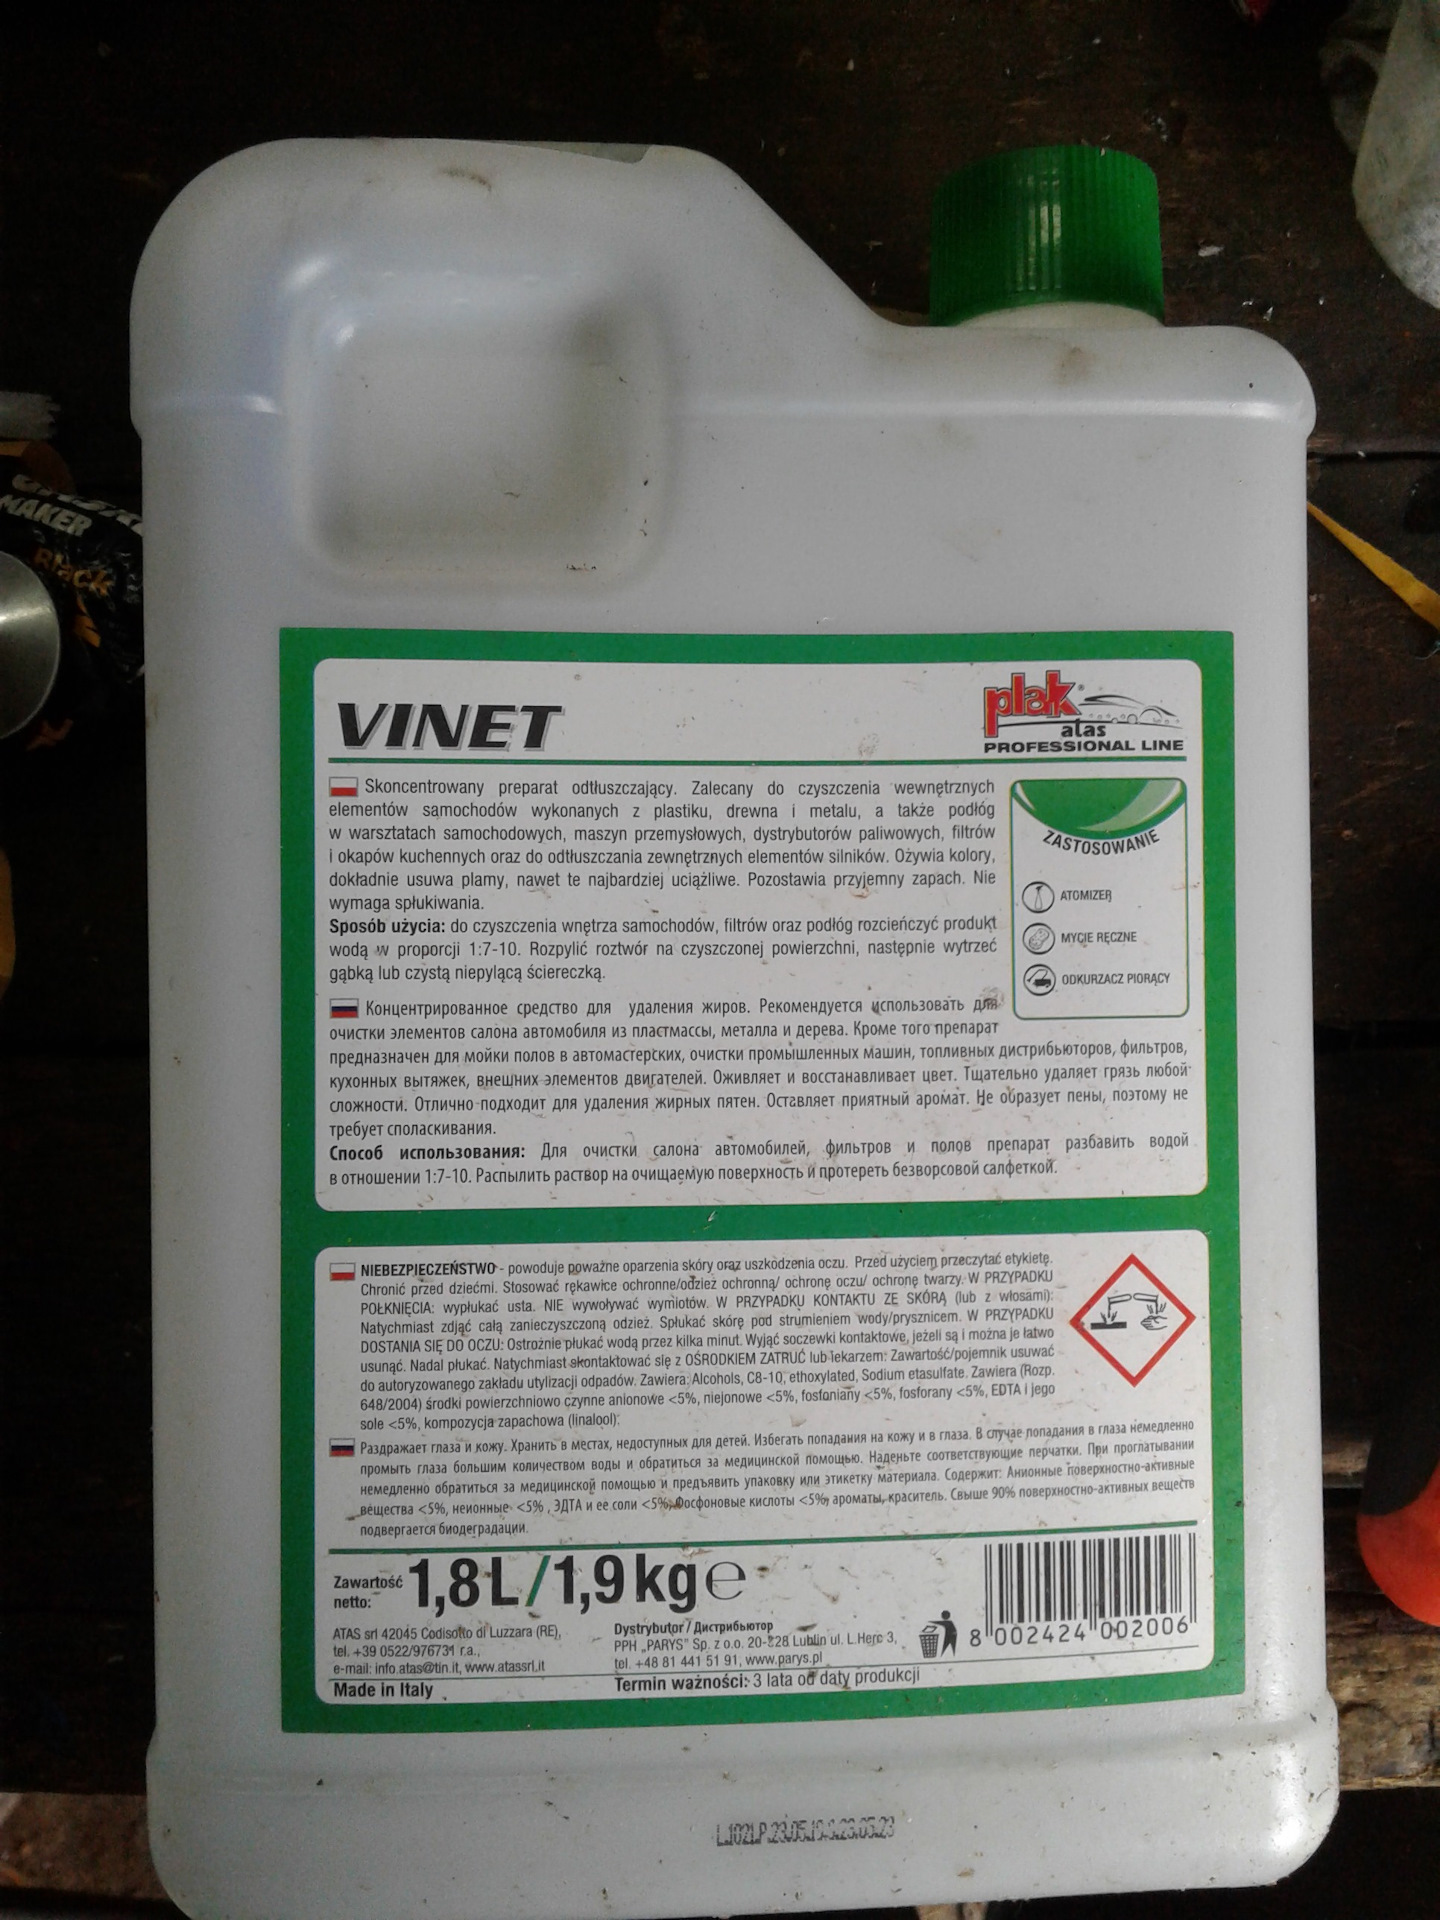 MAKER
Black
VINET
plak®
atas
PROFESSIONAL LINE
Skoncentrowany preparat odtłuszczający. Zalecany do czyszczenia wewnętrznych
elementów samochodów wykonanych z plastiku, drewna i metalu, a także podłóg
w warsztatach samochodowych, maszyn przemysłowych, dystrybutorów paliwowych, filtrów
i okapów kuchennych oraz do odtłuszczania zewnętrznych elementów silników. Ożywia kolory,
dokładnie usuwa plamy, nawet te najbardziej uciążliwe. Pozostawia przyjemny zapach. Nie
wymaga spłukiwania.
Sposób użycia: do czyszczenia wnętrza samochodów, filtrów oraz podłóg rozcieńczyć produkt
wodą w proporcji 1:7-10. Rozpylić roztwór na czyszczonej powierzchni, następnie wytrzeć
gąbką lub czystą niepylącą ściereczką.
ZASTOSOWANIE
ATOMIZER
MYCIE RĘCZNE
ODKURZACZ PIORĄCY
Концентрированное средство для удаления жиров. Рекомендуется использовать для
очистки элементов салона автомобиля из пластмассы, металла и дерева. Кроме того препарат
предназначен для мойки полов в автомастерских, очистки промышленных машин, топливных дистрибьюторов, фильтров,
кухонных вытяжек, внешних элементов двигателей. Оживляет и восстанавливает цвет. Тщательно удаляет грязь любой
сложности. Отлично подходит для удаления жирных пятен. Оставляет приятный аромат. Не образует пены, поэтому не
требует споласкивания.
Способ использования: Для очистки салона автомобилей, фильтров и полов препарат разбавить водой
в отношении 1:7-10. Распылить раствор на очищаемую поверхность и протереть безворсовой салфеткой.
NIEBEZPIECZEŃSTWO - powoduje poważne oparzenia skóry oraz uszkodzenia oczu. Przed użyciem przeczytać etykietę.
Chronić przed dziećmi. Stosować rękawice ochronne/odzież ochronną/ ochronę oczu/ ochronę twarzy. W PRZYPADKU
POŁKNIĘCIA: wypłukać usta. NIE wywoływać wymiotów. W PRZYPADKU KONTAKTU ZE SKÓRĄ (lub z włosami):
Natychmiast zdjąć całą zanieczyszczoną odzież. Spłukać skórę pod strumieniem wody/prysznicem. W PRZYPADKU
DOSTANIA SIĘ DO OCZU: Ostrożnie płukać wodą przez kilka minut. Wyjąć soczewki kontaktowe, jeżeli są i można je łatwo
usunąć. Nadal płukać. Natychmiast skontaktować się z OŚRODKIEM ZATRUĆ lub lekarzem: Zawartość/pojemnik usuwać
do autoryzowanego zakładu utylizacji odpadów. Zawiera: Alcohols, C8-10, ethoxylated, Sodium etasulfate. Zawiera (Rozp.
648/2004) środki powierzchniowo czynne anionowe <5%, niejonowe <5%, fosfoniany <5%, fosforany <5%, EDTA i jego
sole <5%, kompozycja zapachowa (linalool):
Раздражает глаза и кожу. Хранить в местах, недоступных для детей. Избегать попадания на кожу и в глаза. В случае попадания в глаза немедленно
промыть глаза большим количеством воды и обратиться за медицинской помощью. Наденьте соответствующие перчатки. При проглатывании
немедленно обратиться за медицинской помощью и предъявить упаковку или этикетку материала. Содержит: Анионные поверхностно-активные
вещества <5%, неионные <5% , ЭДТА и ее соли <5%, Фосфоновые кислоты <5%, ароматы, краситель. Свыше 90% поверхностно-активных веществ
подвергается биодеградации.
Zawartość
netto: 1,8 L/1,9 kg ℮
ATAS srl 42045 Codisotto di Luzzara (RE),
tel. +39 0522/976731 r.a.,
e-mail: info.atas@tin.it, www.atassrl.it
Made in Italy
Dystrybutor / Дистрибьютор
PPH „PARYS” Sp. z o.o. 20-328 Lublin ul. L.Herc 3,
tel. +48 81 441 51 91, www.parys.pl
Termin ważności: 3 lata od daty produkcji
8 002424 002006
L.102LP.23.05.19.S.23.05.23